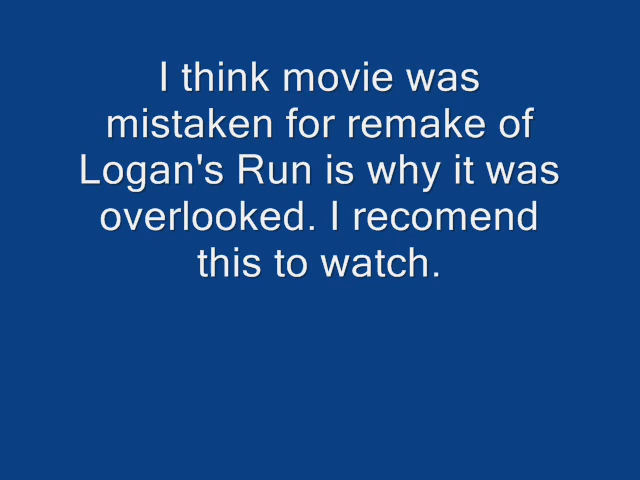 I think movie was
mistaken for remake of
Logan's Run is why it was
overlooked. I recomend
this to watch.